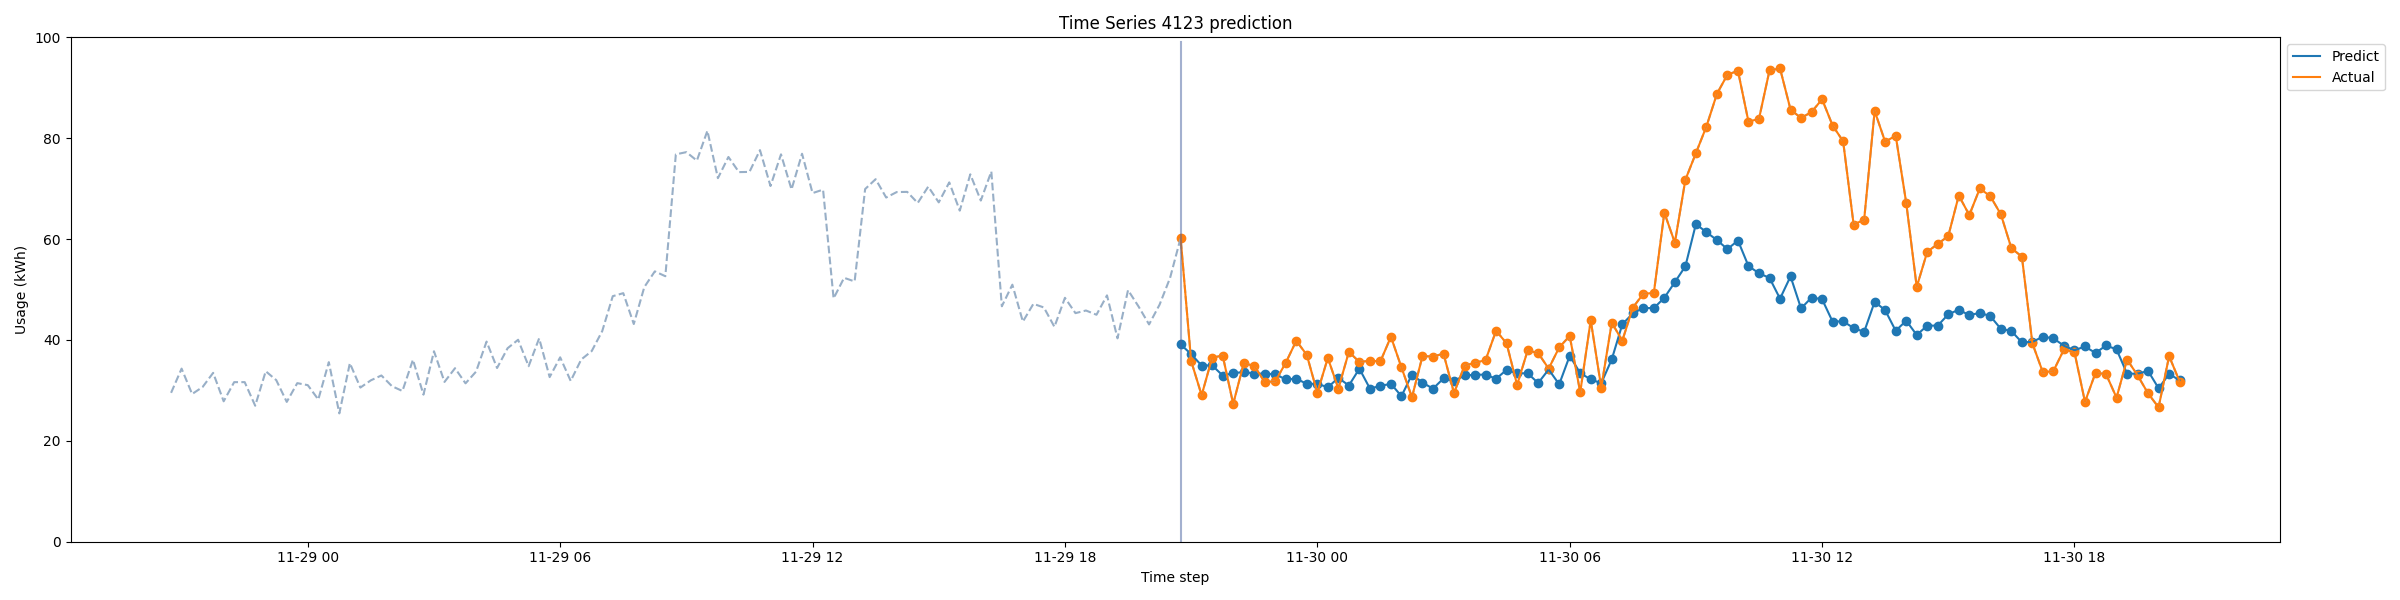 Time Series 4123 prediction
100
80
60
40
20
0
Usage (kWh)
11-29 00
11-29 06
11-29 12
11-29 18
11-30 00
11-30 06
11-30 12
11-30 18
Time step
Predict
Actual